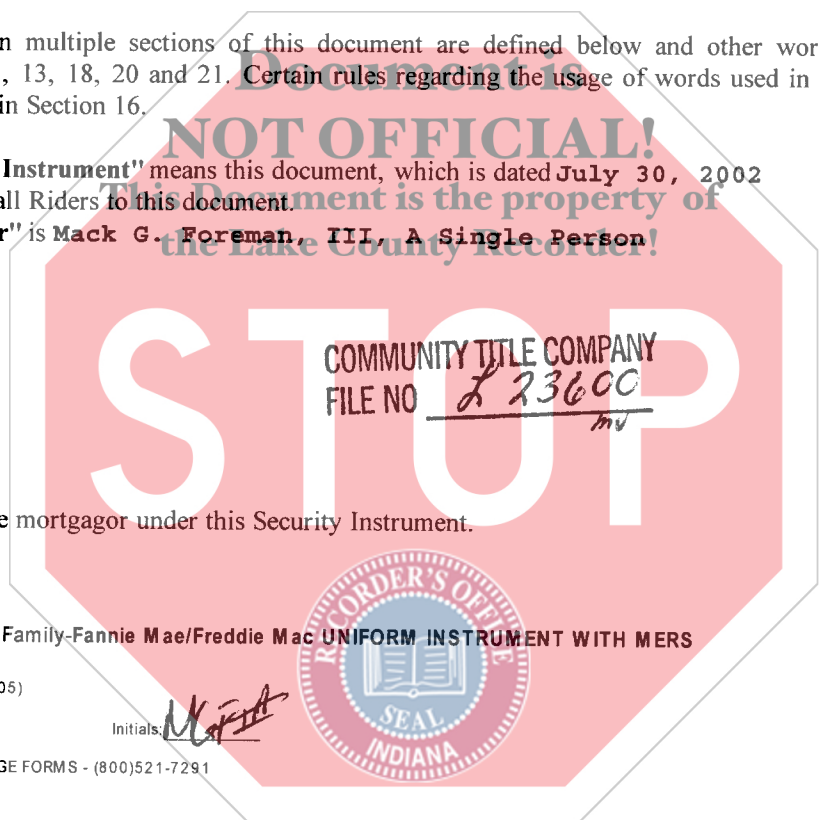 n multiple sections of this document are defined below and other wor
, 13, 18, 20 and 21. Certain rules regarding the usage of words used in
in Section 16.
Document is
NOT OFFICIAL!
This Document is the property of
the Lake County Recorder!
Instrument" means this document, which is dated July 30, 2002
all Riders to this document.
r" is Mack G. Foreman, III, A Single Person
STOP
COMMUNITY TITLE COMPANY
FILE NO L 23600
mv
e mortgagor under this Security Instrument.
RECORDER'S OFFICE
SEAL
INDIANA
Family-Fannie Mae/Freddie Mac UNIFORM INSTRUMENT WITH MERS
05)
Initials:
GE FORMS - (800)521-7291